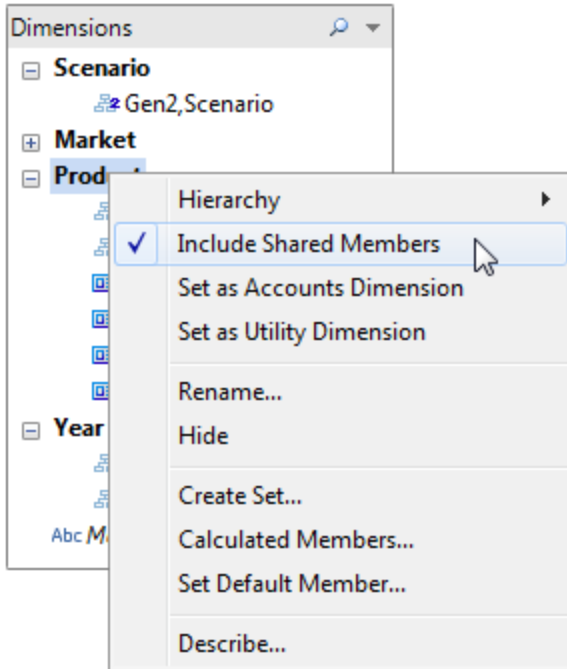 Dimensions
Scenario
Gen2,Scenario
Market
Hierarchy
Include Shared Members
Set as Accounts Dimension
Set as Utility Dimension
Rename...
Year
Hide
Create Set...
Abc
Calculated Members...
Set Default Member...
Describe...